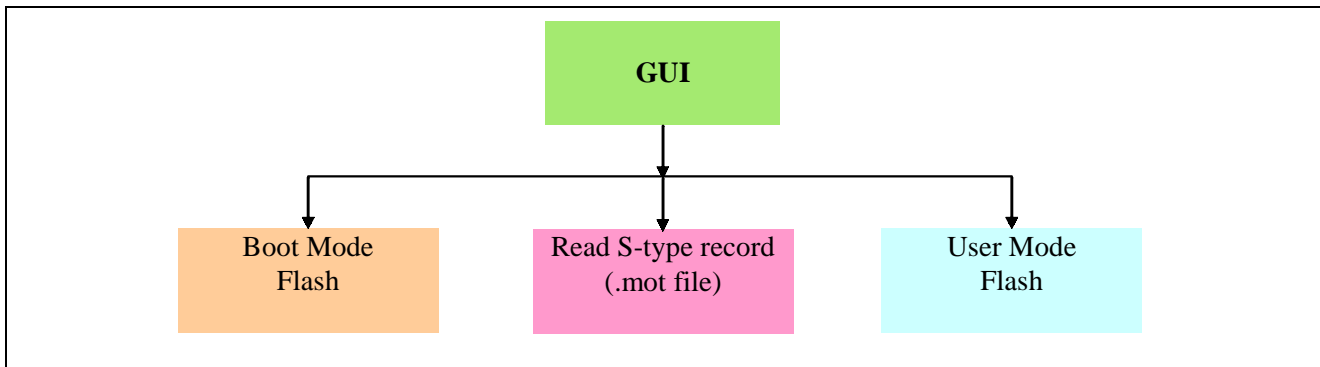 GUI
Boot Mode
Flash
Read S-type record
(.mot file)
User Mode
Flash